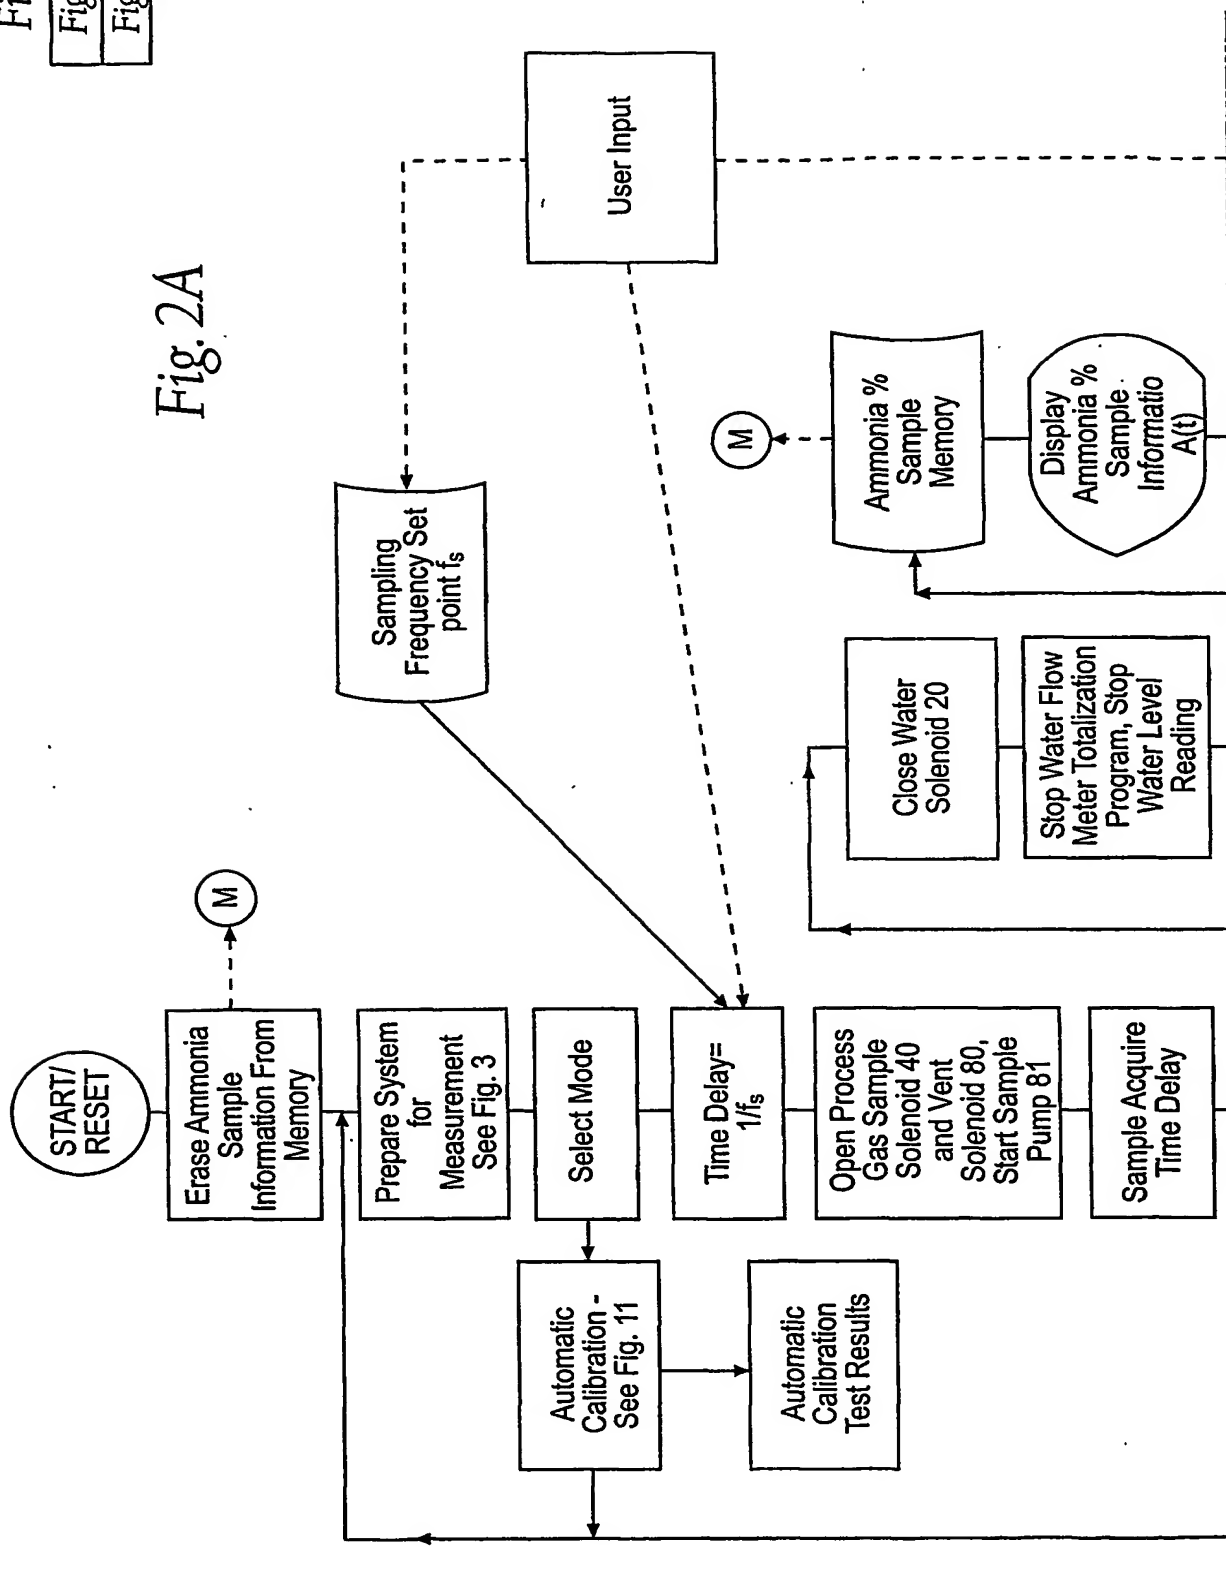 Fig. 2A
Fi
Fig
Fig
START/
RESET
Erase Ammonia
Sample
Information From
Memory
M
Prepare System
for
Measurement
See Fig. 3
Select Mode
Automatic
Calibration -
See Fig. 11
Automatic
Calibration
Test Results
Time Delay=
1/fs
Sampling
Frequency Set
point fs
User Input
Open Process
Gas Sample
Solenoid 40
and Vent
Solenoid 80,
Start Sample
Pump 81
Sample Acquire
Time Delay
Close Water
Solenoid 20
Stop Water Flow
Meter Totalization
Program, Stop
Water Level
Reading
M
Ammonia %
Sample
Memory
Display
Ammonia %
Sample
Informatio
A(t)